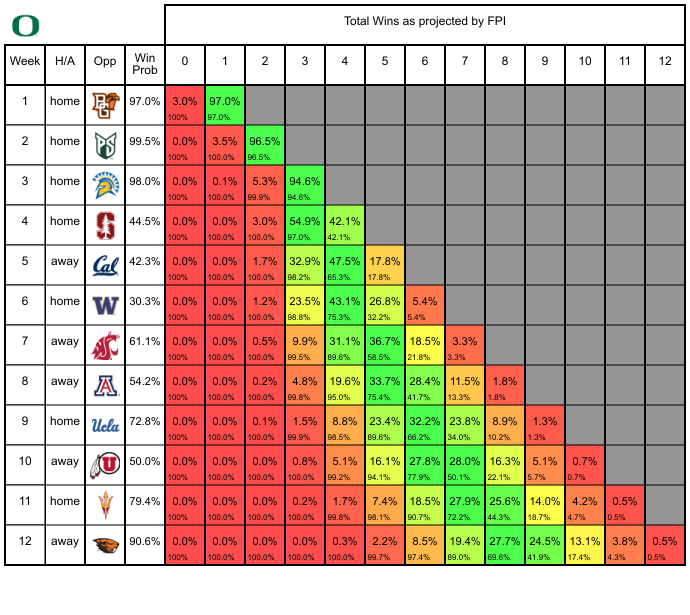 O
Total Wins as projected by FPI
Week H/A Opp Win Prob 0 1 2 3 4 5 6 7 8 9 10 11 12
1 home BG 97.0% 3.0% 97.0%
100% 97.0%
2 home PS 99.5% 0.0% 3.5% 96.5%
100% 100.0% 96.5%
3 home 98.0% 0.0% 0.1% 5.3% 94.6%
100% 100.0% 99.9% 94.6%
4 home S 44.5% 0.0% 0.0% 3.0% 54.9% 42.1%
100% 100.0% 100.0% 97.0% 42.1%
5 away Cal 42.3% 0.0% 0.0% 1.7% 32.9% 47.5% 17.8%
100% 100.0% 100.0% 98.2% 65.3% 17.8%
6 home W 30.3% 0.0% 0.0% 1.2% 23.5% 43.1% 26.8% 5.4%
100% 100.0% 100.0% 98.8% 75.3% 32.2% 5.4%
7 away 61.1% 0.0% 0.0% 0.5% 9.9% 31.1% 36.7% 18.5% 3.3%
100% 100.0% 100.0% 99.5% 89.6% 58.5% 21.8% 3.3%
8 away A 54.2% 0.0% 0.0% 0.2% 4.8% 19.6% 33.7% 28.4% 11.5% 1.8%
100% 100.0% 100.0% 99.8% 95.0% 75.4% 41.7% 13.3% 1.8%
9 home Ucla 72.8% 0.0% 0.0% 0.1% 1.5% 8.8% 23.4% 32.2% 23.8% 8.9% 1.3%
100% 100.0% 100.0% 99.9% 98.5% 89.6% 66.2% 34.0% 10.2% 1.3%
10 away U 50.0% 0.0% 0.0% 0.0% 0.8% 5.1% 16.1% 27.8% 28.0% 16.3% 5.1% 0.7%
100% 100.0% 100.0% 100.0% 99.2% 94.1% 77.9% 50.1% 22.1% 5.7% 0.7%
11 home 79.4% 0.0% 0.0% 0.0% 0.2% 1.7% 7.4% 18.5% 27.9% 25.6% 14.0% 4.2% 0.5%
100% 100.0% 100.0% 100.0% 99.8% 98.1% 90.7% 72.2% 44.3% 18.7% 4.7% 0.5%
12 away 90.6% 0.0% 0.0% 0.0% 0.0% 0.3% 2.2% 8.5% 19.4% 27.7% 24.5% 13.1% 3.8% 0.5%
100% 100.0% 100.0% 100.0% 100.0% 99.7% 97.4% 89.0% 69.6% 41.9% 17.4% 4.3% 0.5%